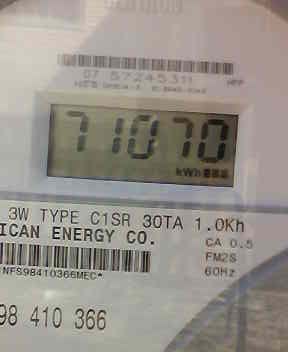 07 57245311
71070
kWh
3W TYPE C1SR 30TA 1.0Kh
ICAN ENERGY CO.
CA 0.5
FM2S
60Hz
NFS98410366MEC*
98 410 366